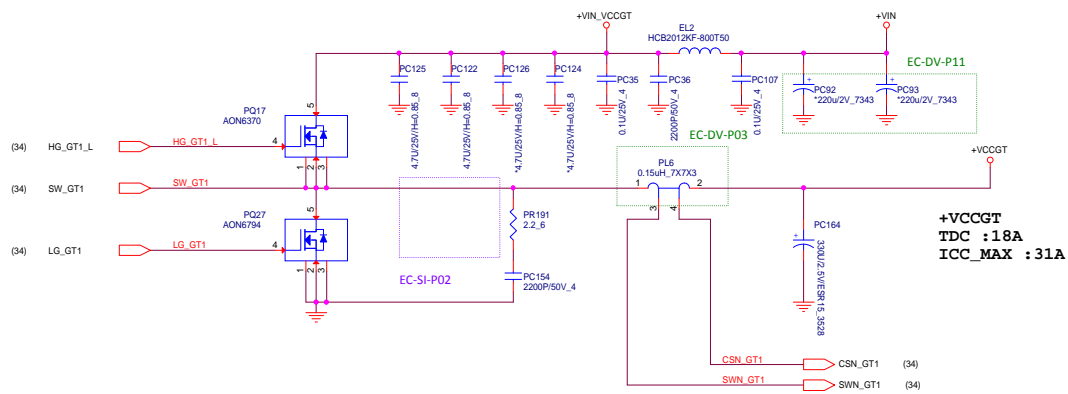 +VIN_VCCGT
EL2
HCB2012KF-800T50
+VIN
EC-DV-P11
PC125
4.7U/25V/H=0.85_8
PC122
4.7U/25V/H=0.85_8
PC126
*4.7U/25V/H=0.85_8
PC124
*4.7U/25V/H=0.85_8
PC35
0.1U/25V_4
PC36
2200P/50V_4
PC107
0.1U/25V_4
PC92
*220u/2V_7343
PC93
*220u/2V_7343
+
+
PQ17
AON6370
5
4
1
2
3
(34)
HG_GT1_L
HG_GT1_L
EC-DV-P03
PL6
0.15uH_7X7X3
1
2
3
4
+VCCGT
(34)
SW_GT1
SW_GT1
PQ27
AON6794
5
4
1
2
3
(34)
LG_GT1
LG_GT1
EC-SI-P02
PR191
2.2_6
PC154
2200P/50V_4
PC164
+
330U/2.5V/ESR15_3528
+VCCGT
TDC :18A
ICC_MAX :31A
CSN_GT1
CSN_GT1
(34)
SWN_GT1
SWN_GT1
(34)